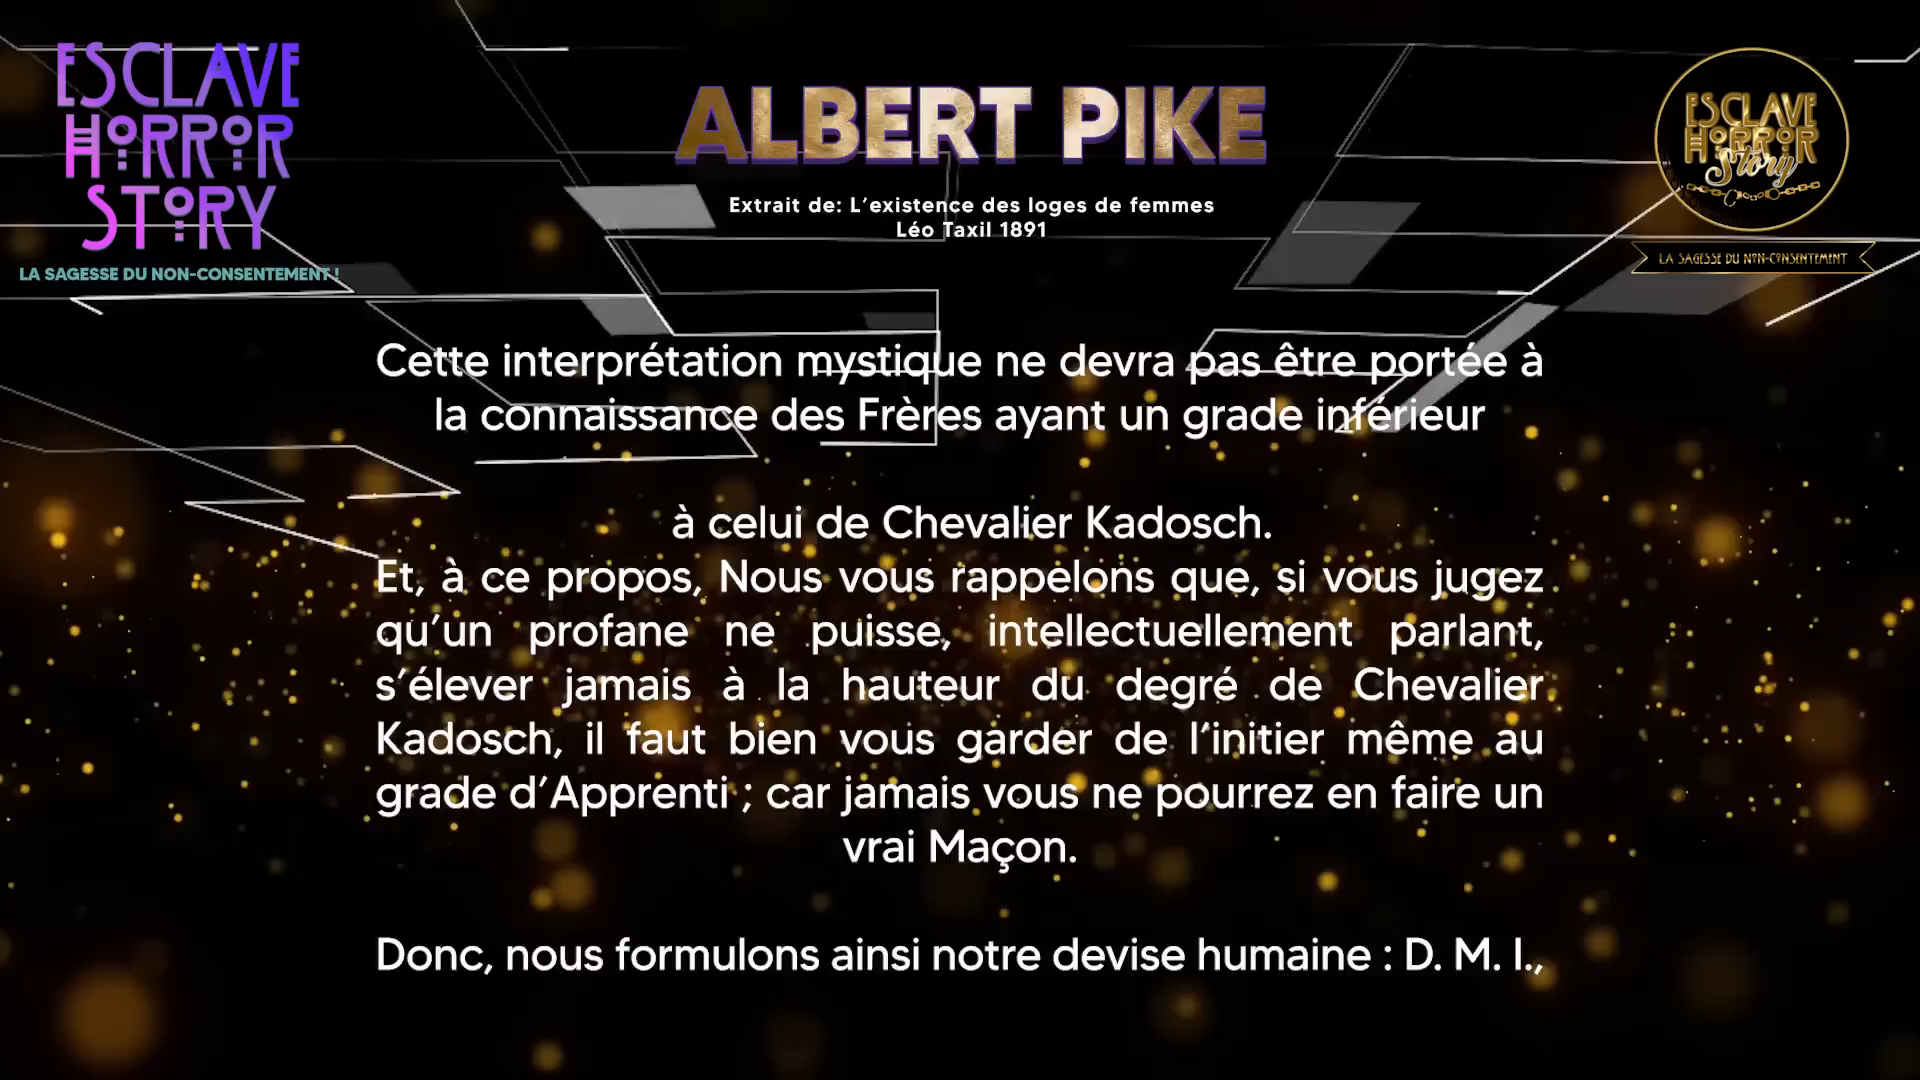 ESCLAVE
HORROR
STORY
LA SAGESSE DU NON-CONSENTEMENT !
ALBERT PIKE
Extrait de: L’existence des loges de femmes
Léo Taxil 1891
ESCLAVE
HORROR
Story
LA SAGESSE DU NON-CONSENTEMENT
Cette interprétation mystique ne devra pas être portée à
la connaissance des Frères ayant un grade inférieur
à celui de Chevalier Kadosch.
Et, à ce propos, Nous vous rappelons que, si vous jugez
qu’un profane ne puisse, intellectuellement parlant,
s’élever jamais à la hauteur du degré de Chevalier
Kadosch, il faut bien vous garder de l’initier même au
grade d’Apprenti ; car jamais vous ne pourrez en faire un
vrai Maçon.
Donc, nous formulons ainsi notre devise humaine : D. M. I.,